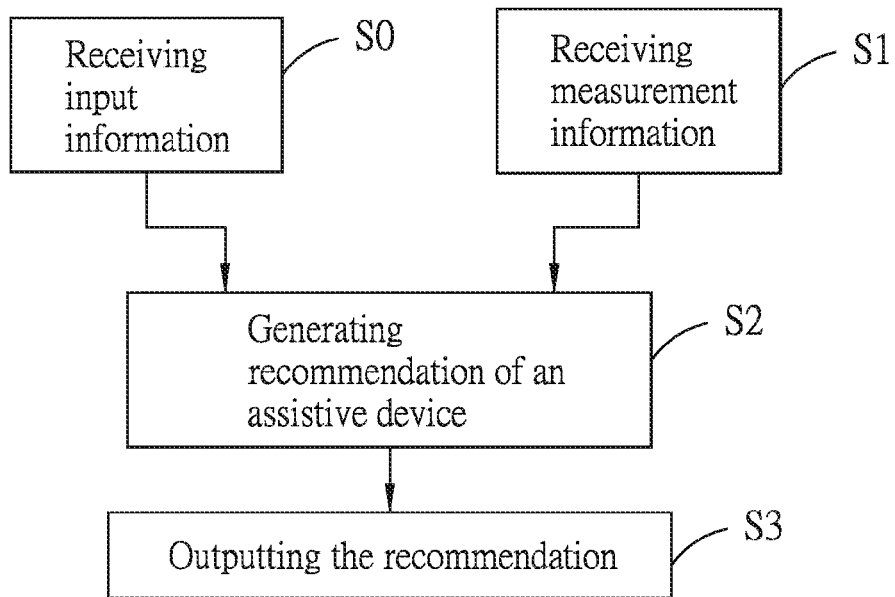 Receiving
input
information
S0
Receiving
measurement
information
S1
Generating
recommendation of an
assistive device
S2
Outputting the recommendation
S3